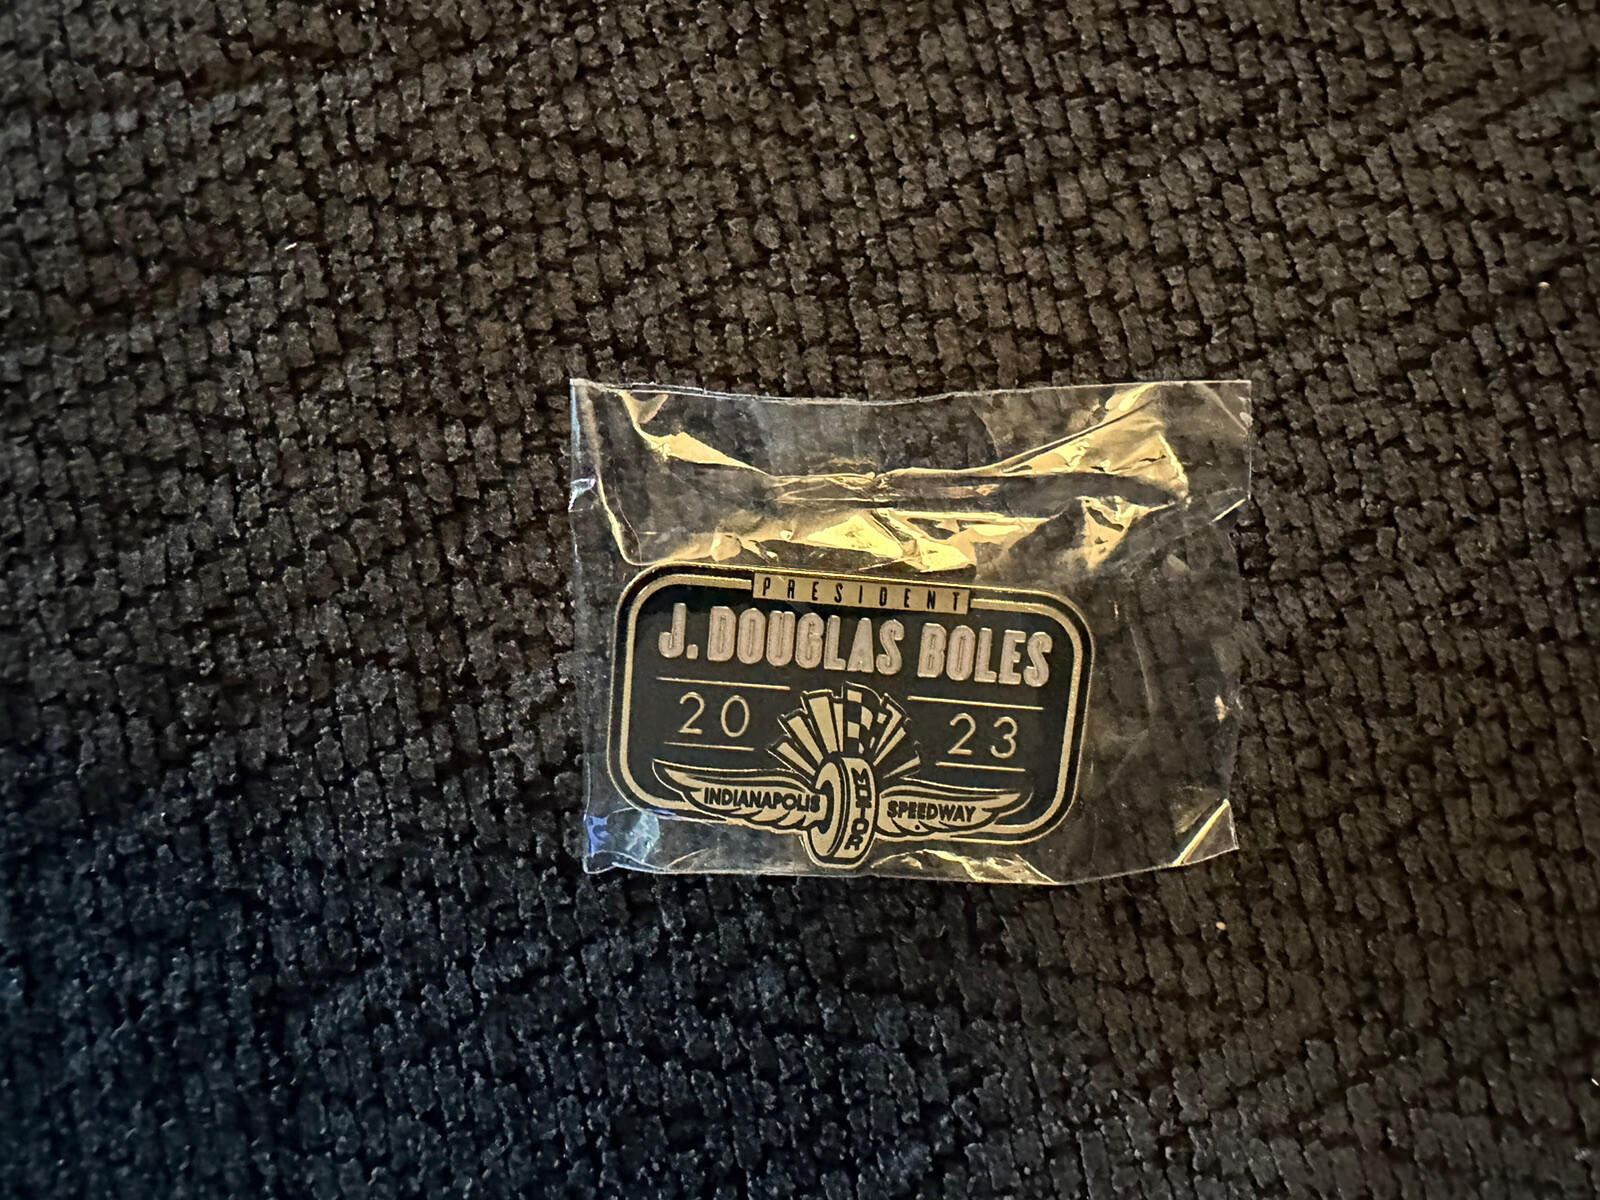 PRESIDENT
J. DOUGLAS BOLES
20 23
INDIANAPOLIS MOTOR SPEEDWAY